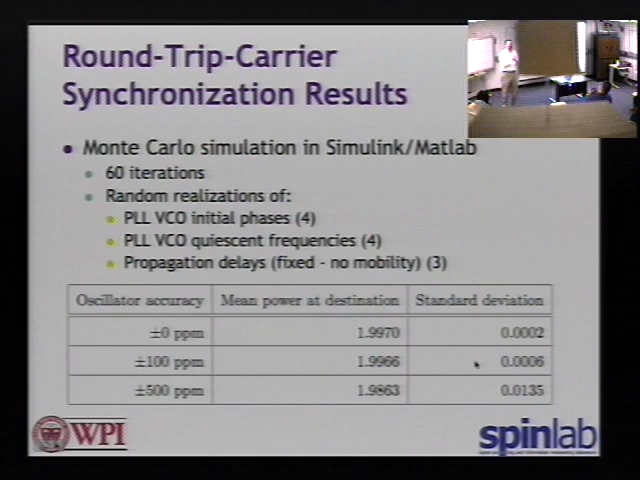 Round-Trip-Carrier
Synchronization Results
Monte Carlo simulation in Simulink/Matlab
60 iterations
Random realizations of:
PLL VCO initial phases (4)
PLL VCO quiescent frequencies (4)
Propagation delays (fixed - no mobility) (3)
Oscillator accuracy Mean power at destination Standard deviation
±0 ppm 1.9970 0.0002
±100 ppm 1.9966 0.0006
±500 ppm 1.9863 0.0135
WPI
spinlab